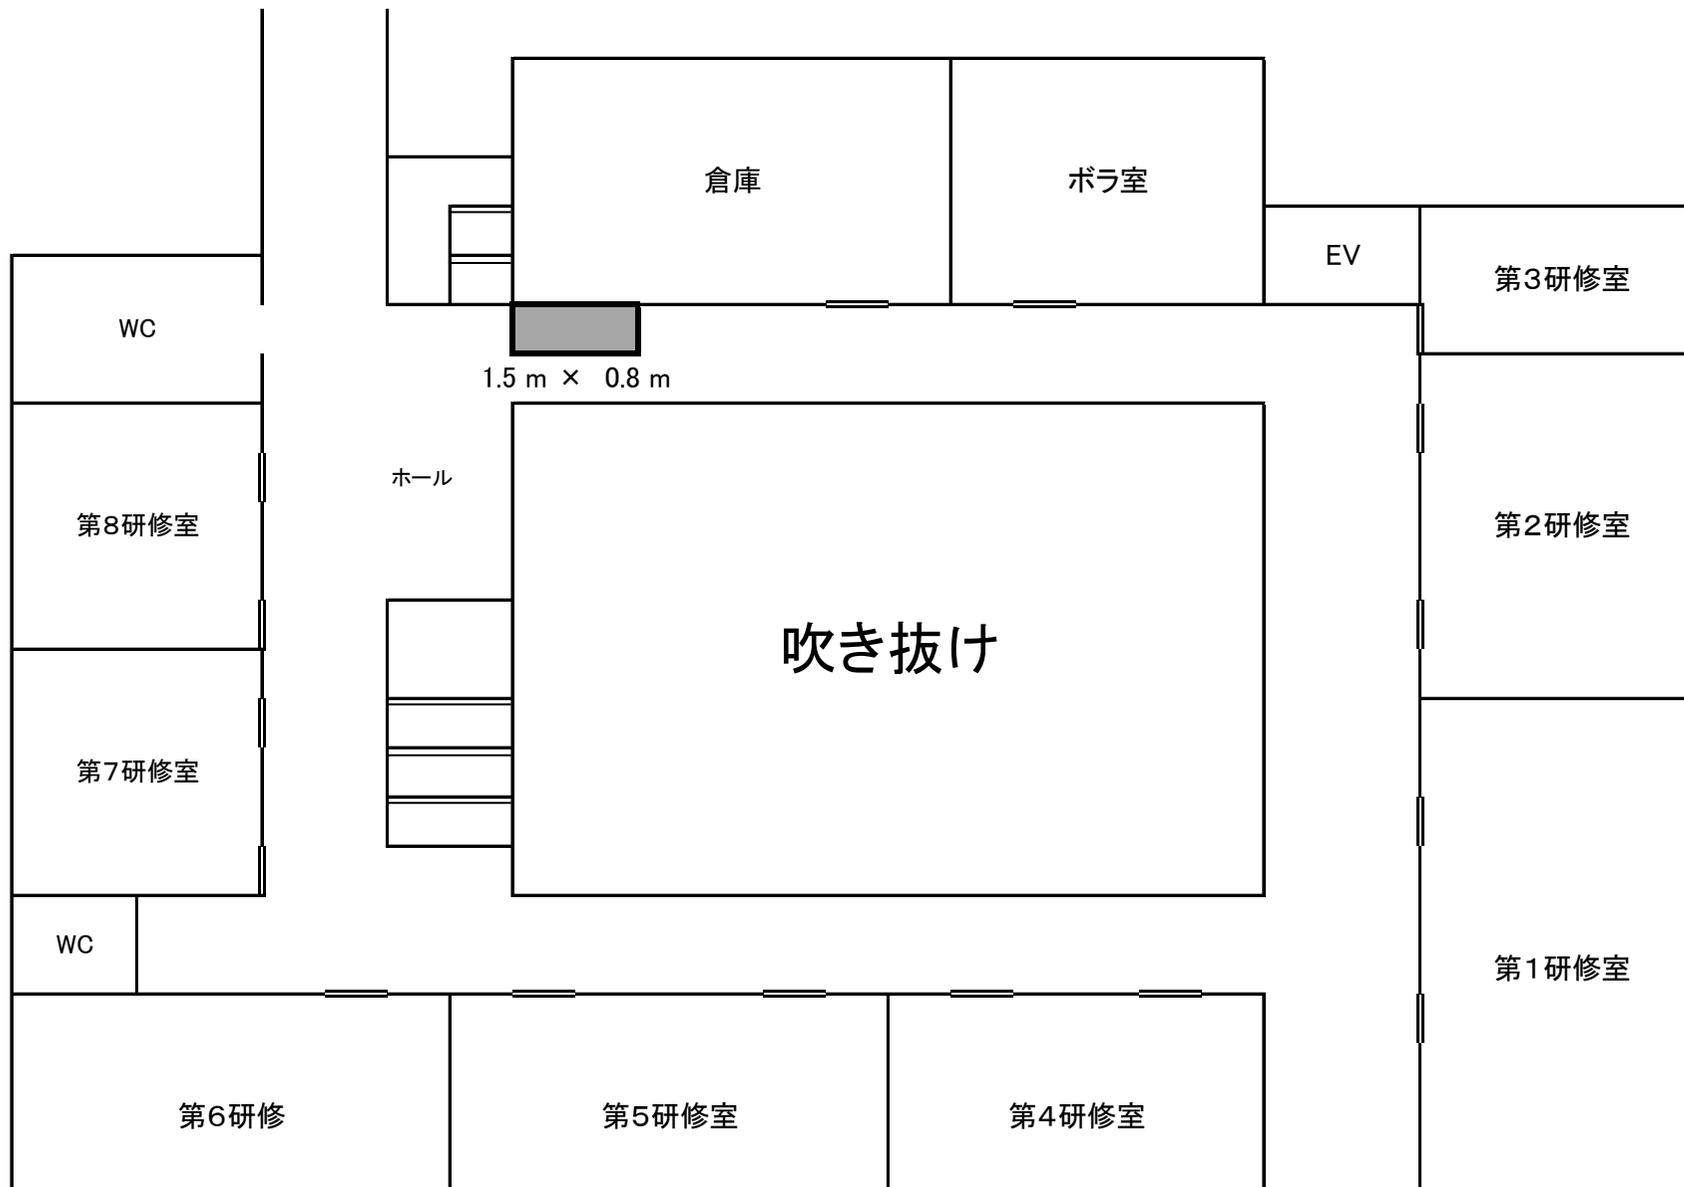 倉庫
ボラ室
EV
第3研修室
WC
1.5 m × 0.8 m
ホール
第8研修室
第2研修室
吹き抜け
第7研修室
WC
第1研修室
第6研修
第5研修室
第4研修室